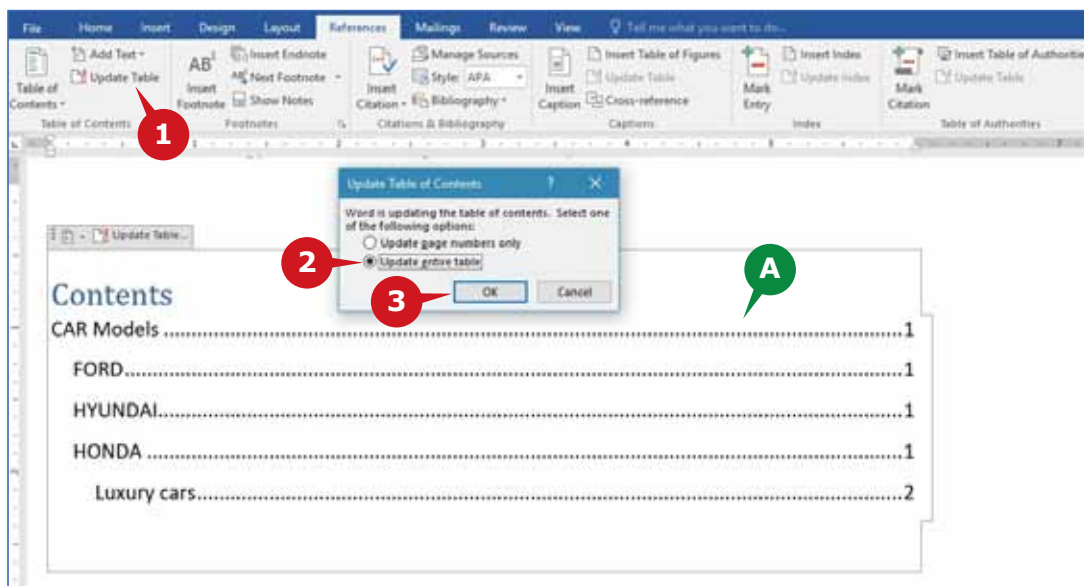 File Home Insert Design Layout References Mailings Review View Tell me what you want to do...
Add Text Insert Endnote Manage Sources Insert Table of Figures Insert Index Insert Table of Authorities
Update Table AB¹ Next Footnote Style: APA Update Table Update Index Update Table
Table of Contents Insert Footnote Show Notes Insert Citation Bibliography Insert Caption Cross-reference Mark Entry Mark Citation
Table of Contents Footnotes Citations & Bibliography Captions Index Table of Authorities
1
Update Table of Contents ? X
Word is updating the table of contents. Select one
of the following options:
Update page numbers only
2 Update entire table
3 OK Cancel
Update Table...
A
Contents
CAR Models ........................................ 1
FORD ........................................ 1
HYUNDAI ........................................ 1
HONDA ........................................ 1
Luxury cars ........................................ 2